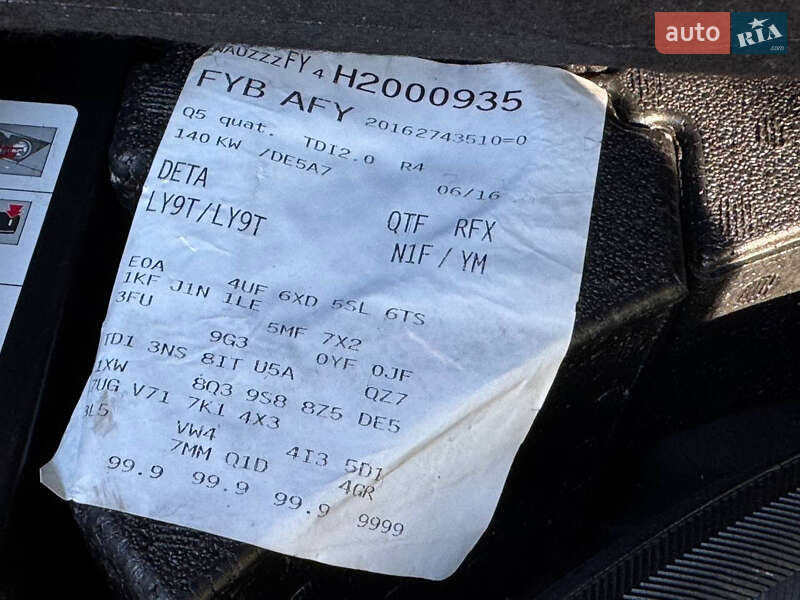 auto RIA .com
WAUZZZFY4H2000935
FYB AFY 20162743510=0
Q5 quat. TDI2.0 R4
140 KW /DE5A7 06/16
DETA QTF RFX
LY9T/LY9T N1F / YM
E0A 4UF 6XD 5SL 6TS
1KF J1N 1LE 5MF 7X2
3FU 9G3 0YF 0JF
TD1 3NS 8IT U5A QZ7
1XW 8Q3 9S8 8Z5 DE5
7UG V71 7K1 4X3
3L5 VW4 4I3 5D1
7MM Q1D 4GR
99.9 99.9 99.9 9999